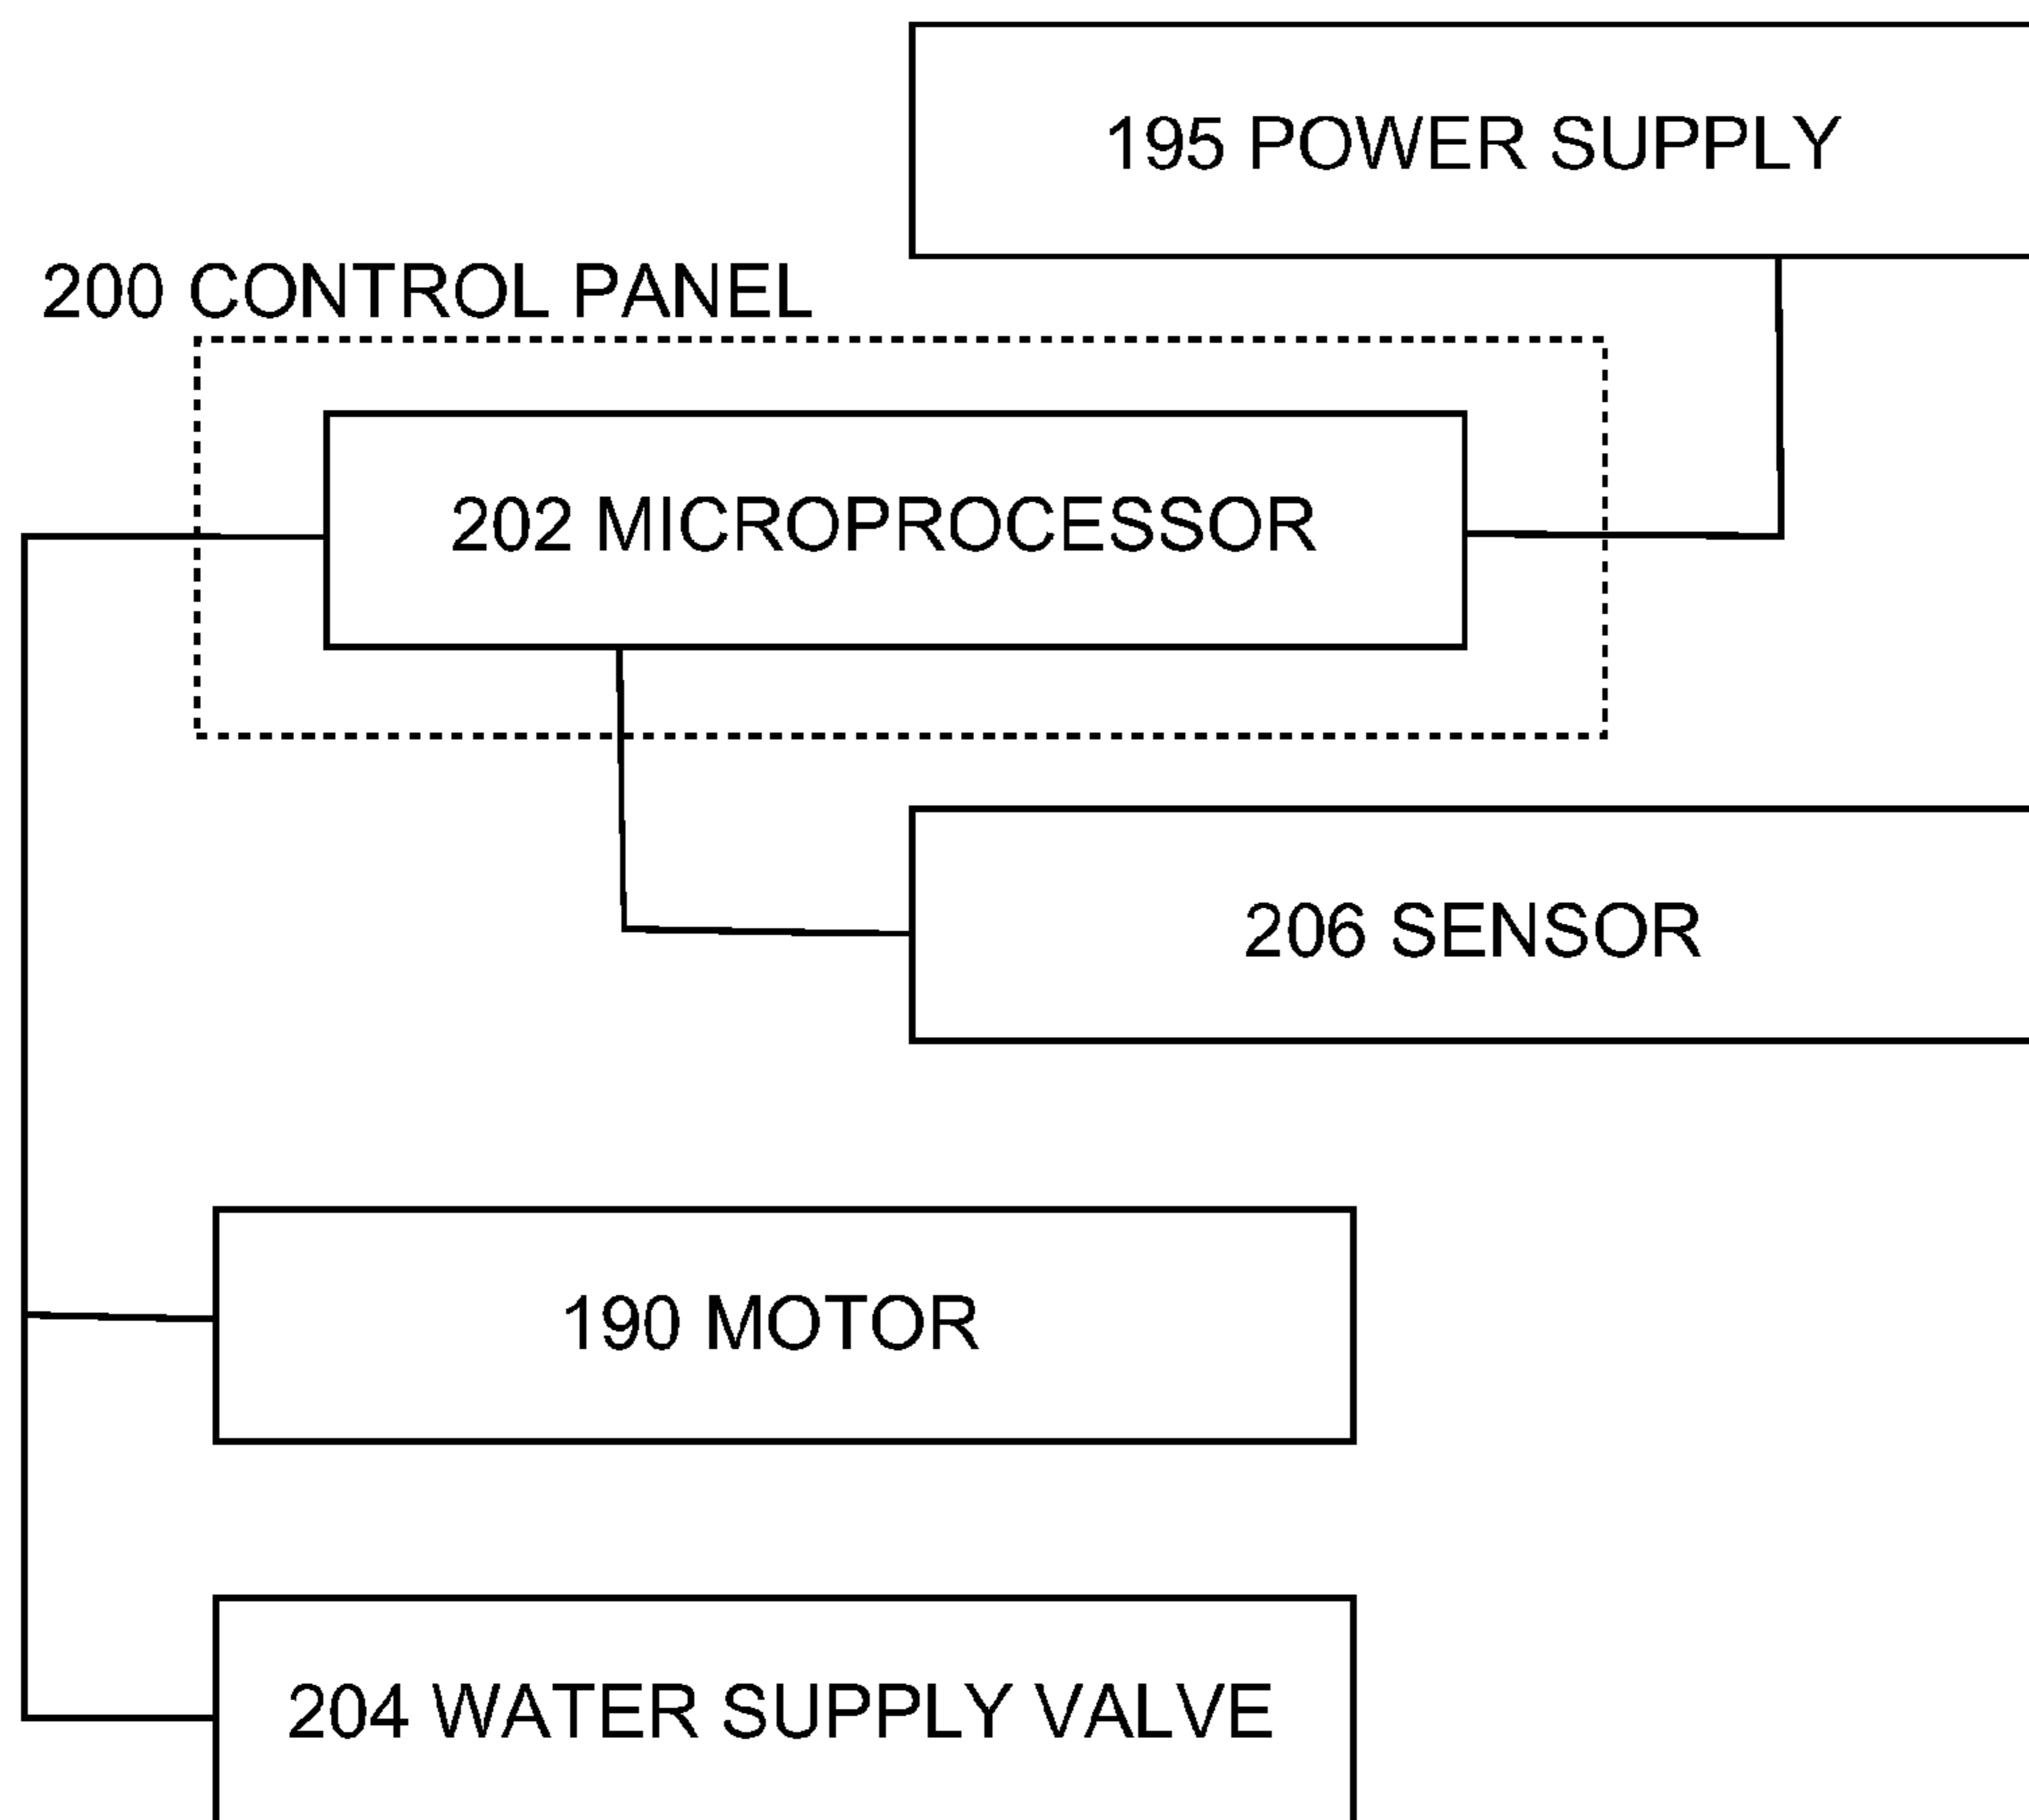 195 POWER SUPPLY
200 CONTROL PANEL
202 MICROPROCESSOR
206 SENSOR
190 MOTOR
204 WATER SUPPLY VALVE